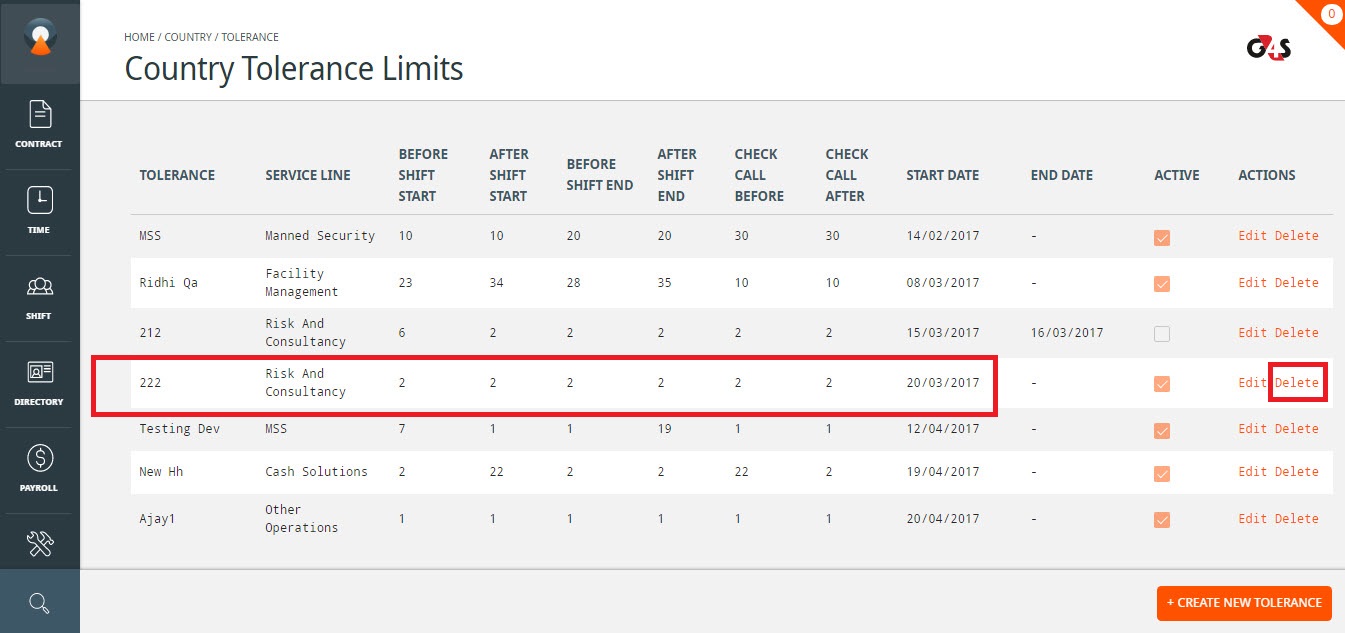 0
HOME / COUNTRY / TOLERANCE
G4S
Country Tolerance Limits
CONTRACT
TIME
SHIFT
DIRECTORY
PAYROLL
TOLERANCE SERVICE LINE BEFORE SHIFT START AFTER SHIFT START BEFORE SHIFT END AFTER SHIFT END CHECK CALL BEFORE CHECK CALL AFTER START DATE END DATE ACTIVE ACTIONS
MSS Manned Security 10 10 20 20 30 30 14/02/2017 - Edit Delete
Ridhi Qa Facility Management 23 34 28 35 10 10 08/03/2017 - Edit Delete
212 Risk And Consultancy 6 2 2 2 2 2 15/03/2017 16/03/2017 Edit Delete
222 Risk And Consultancy 2 2 2 2 2 2 20/03/2017 - Edit Delete
Testing Dev MSS 7 1 1 19 1 1 12/04/2017 - Edit Delete
New Hh Cash Solutions 2 22 2 2 22 2 19/04/2017 - Edit Delete
Ajay1 Other Operations 1 1 1 1 1 1 20/04/2017 - Edit Delete
+ CREATE NEW TOLERANCE